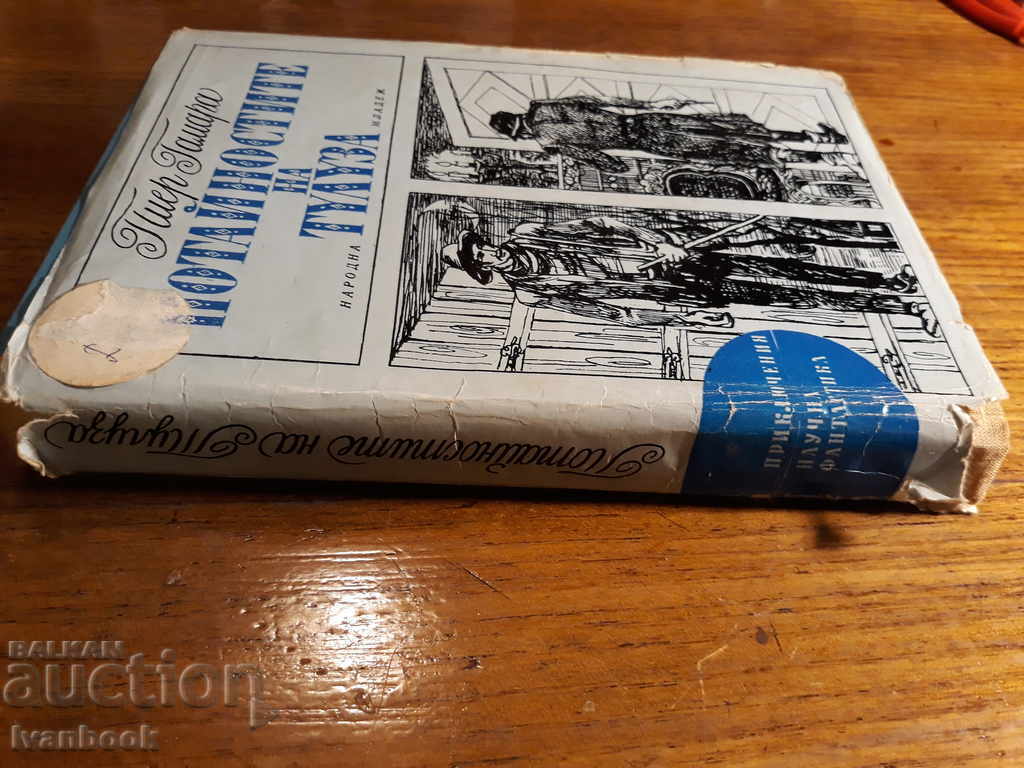 Пиер Гамара
ПОТАЙНОСТИТЕ
НА
ТУЛУЗА
НАРОДНА МЛАДЕЖ
Потайностите на Тулуза
ПРИКЛЮЧЕНИЯ
НАУЧНА
ФАНТАСТИКА
BALKAN
auction
Ivanbook